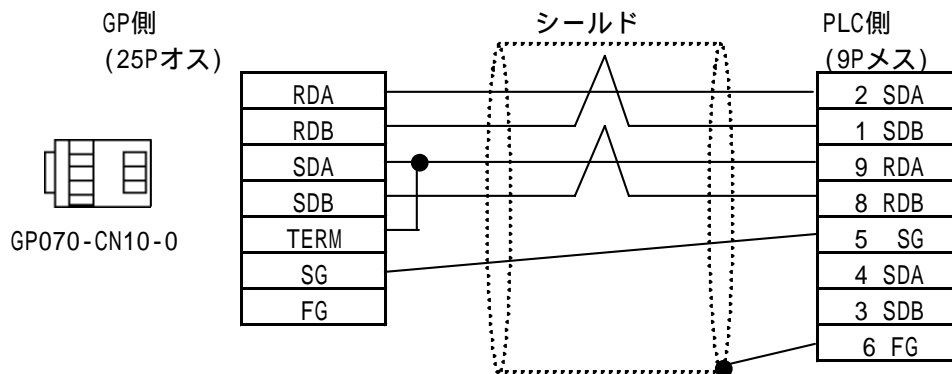 GP側
(25Pオス)
シールド
PLC側
(9Pメス)
RDA
RDB
SDA
SDB
TERM
SG
FG
2 SDA
1 SDB
9 RDA
8 RDB
5 SG
4 SDA
3 SDB
6 FG
GP070-CN10-0